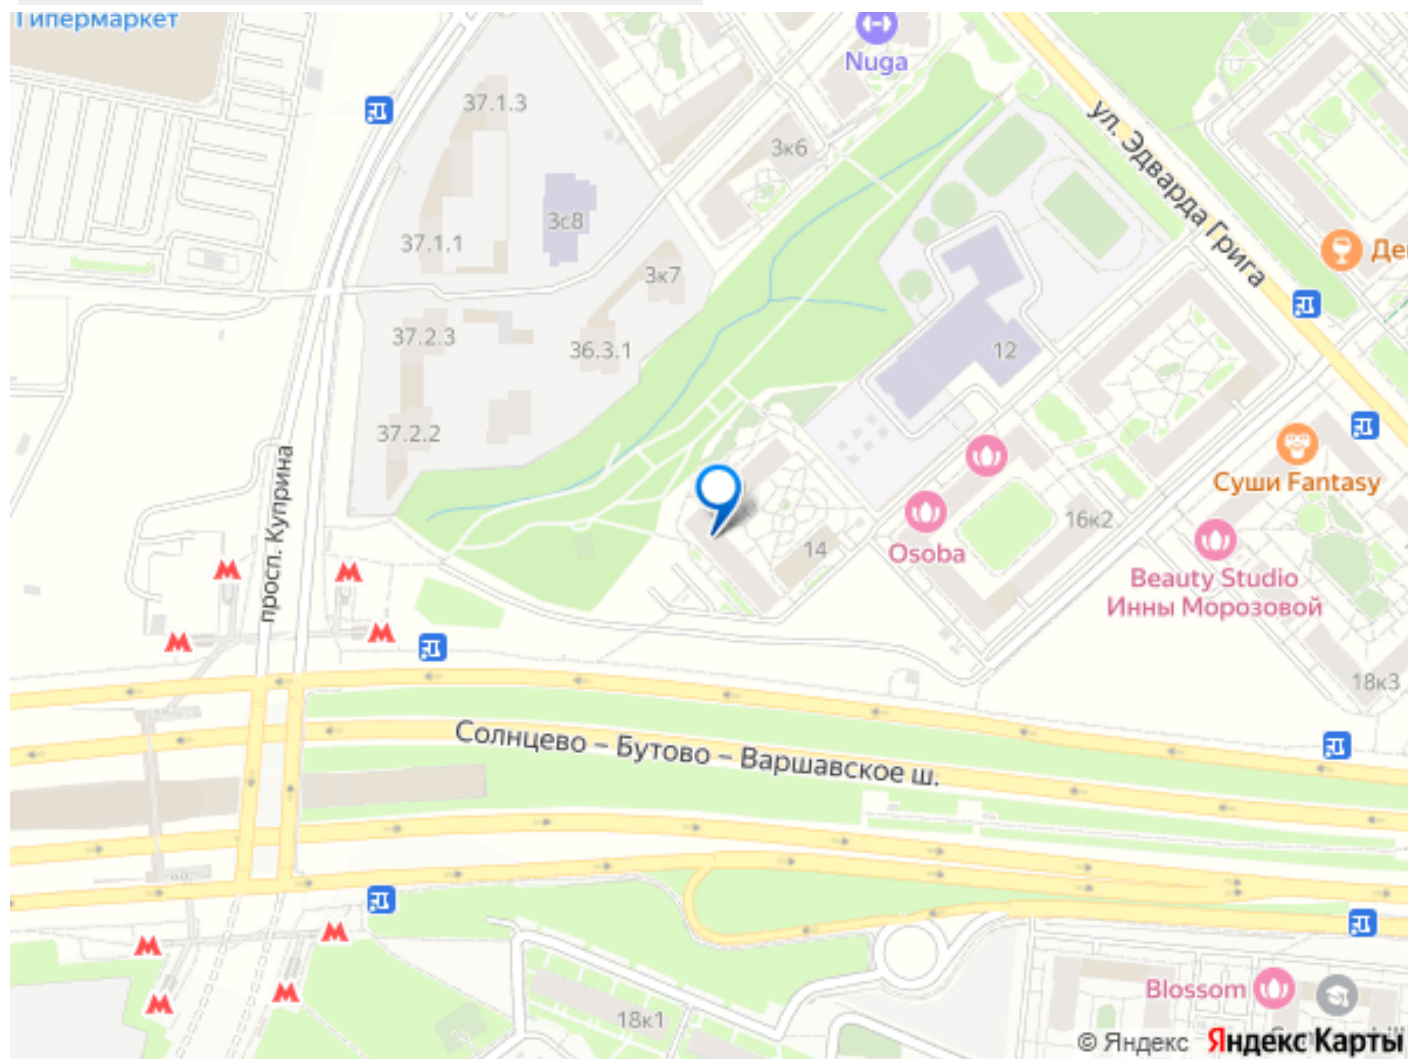 Гипермаркет
Nuga
37.1.3
3к6
ул. Эдварда Грига
3с8
37.1.1
3к7
Де
37.2.3
36.3.1
12
37.2.2
просп. Куприна
Суши Fantasy
16к2
14
Osoba
Beauty Studio
Инны Морозовой
18к3
Солнцево – Бутово – Варшавское ш.
Blossom
18к1
© Яндекс Яндекс Карты